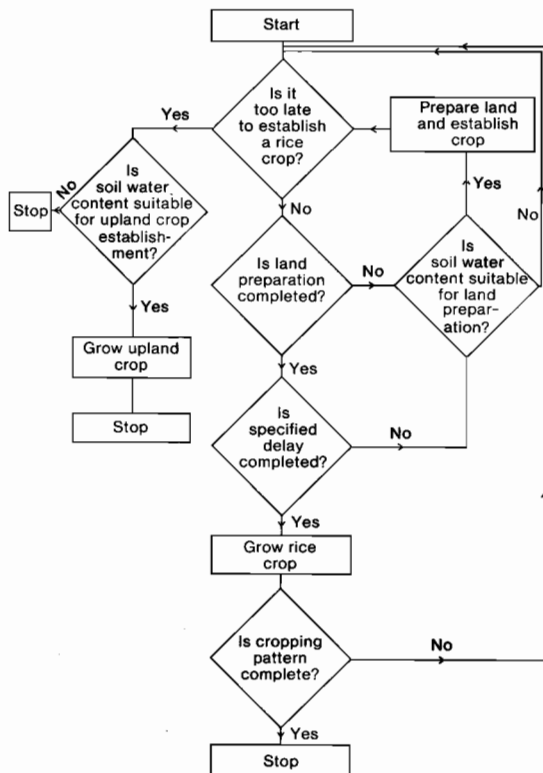 Start
Is it
too late
to establish
a rice
crop?
Yes
No
Prepare land
and establish
crop
Yes
No
Is
soil water
content suitable
for upland crop
establish-
ment?
No
Stop
Yes
Grow upland
crop
Stop
Is land
preparation
completed?
No
Yes
Is
soil water
content suitable
for land
prepar-
ation?
Is
specified
delay
completed?
No
Yes
Grow rice
crop
Is cropping
pattern
complete?
No
Yes
Stop